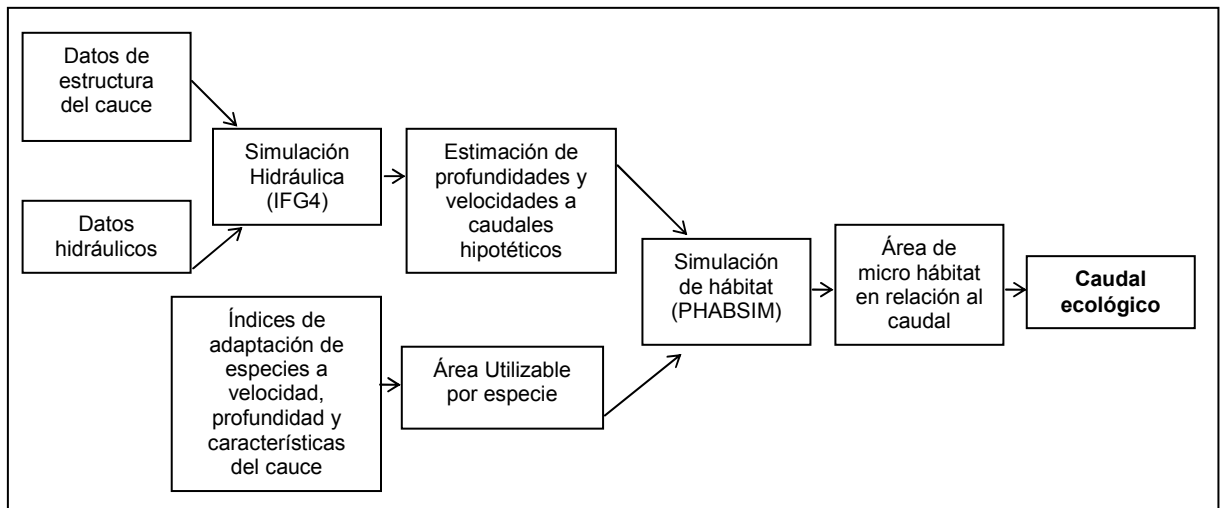 Datos de
estructura
del cauce
Datos
hidráulicos
Simulación
Hidráulica
(IFG4)
Estimación de
profundidades y
velocidades a
caudales
hipotéticos
Índices de
adaptación de
especies a
velocidad,
profundidad y
características
del cauce
Área Utilizable
por especie
Simulación
de hábitat
(PHABSIM)
Área de
micro hábitat
en relación al
caudal
Caudal
ecológico